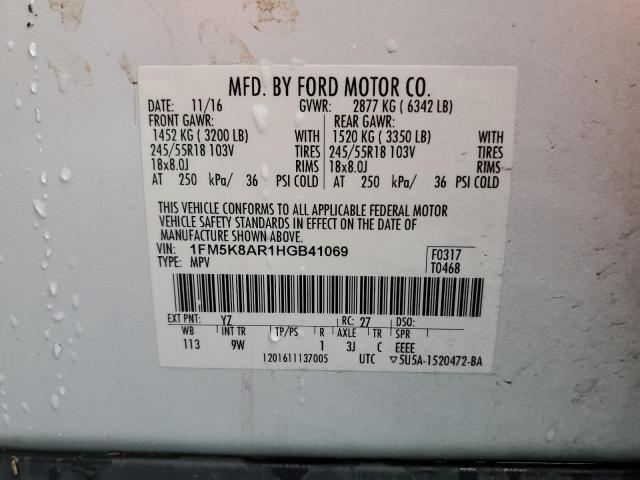 MFD. BY FORD MOTOR CO.
DATE: 11/16 GVWR: 2877 KG ( 6342 LB)
FRONT GAWR: REAR GAWR:
1452 KG ( 3200 LB) WITH 1520 KG ( 3350 LB) WITH
245/55R18 103V TIRES 245/55R18 103V TIRES
18x8.0J RIMS 18x8.0J RIMS
AT 250 kPa/ 36 PSI COLD AT 250 kPa/ 36 PSI COLD
THIS VEHICLE CONFORMS TO ALL APPLICABLE FEDERAL MOTOR
VEHICLE SAFETY STANDARDS IN EFFECT ON THE DATE OF
MANUFACTURE SHOWN ABOVE.
VIN: 1FM5K8AR1HGB41069 F0317
TYPE: MPV T0468
EXT PNT: YZ RC: 27 DSO:
WB INT TR TP/PS R AXLE TR SPR
113 9W 1 3J C EEEE
1201611137005 UTC ▽5U5A-1520472-BA